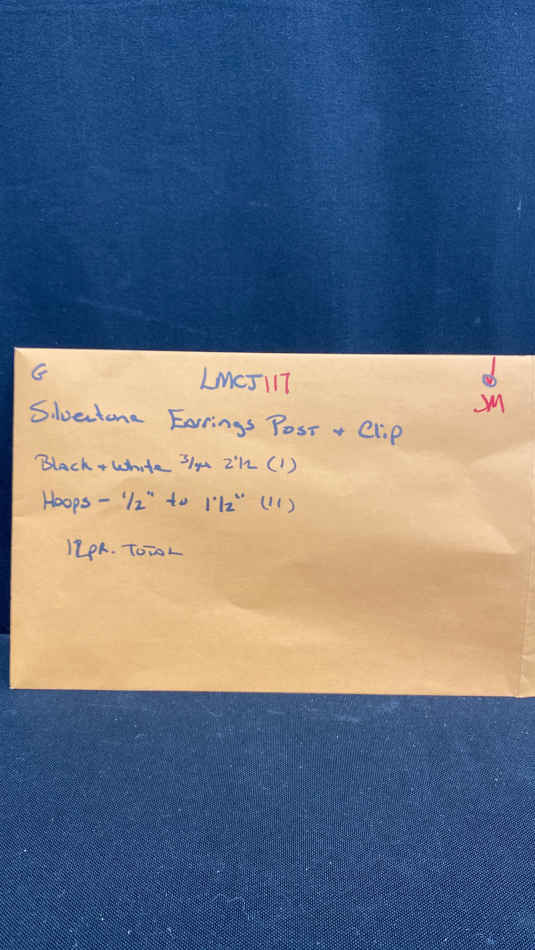 G LMCJ117
JM
Silvertone Earrings Post + Clip
Black + White 3/4x 2 1/2 (1)
Hoops - 1/2" to 1 1/2" (11)
12pr. Total